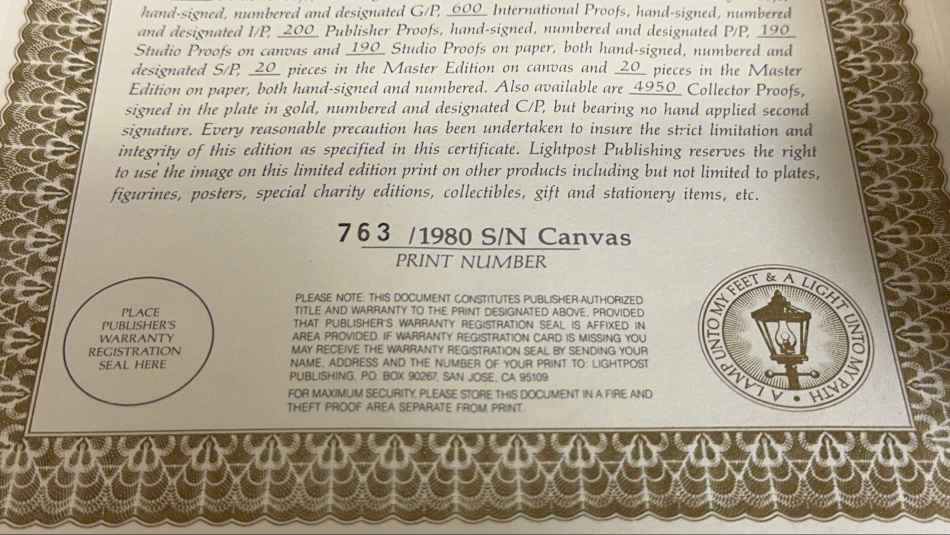 hand-signed, numbered and designated G/P, 600 International Proofs, hand-signed, numbered
and designated I/P, 200 Publisher Proofs, hand-signed, numbered and designated P/P, 190
Studio Proofs on canvas and 190 Studio Proofs on paper, both hand-signed, numbered and
designated S/P, 20 pieces in the Master Edition on canvas and 20 pieces in the Master
Edition on paper, both hand-signed and numbered. Also available are 4950 Collector Proofs,
signed in the plate in gold, numbered and designated C/P, but bearing no hand applied second
signature. Every reasonable precaution has been undertaken to insure the strict limitation and
integrity of this edition as specified in this certificate. Lightpost Publishing reserves the right
to use the image on this limited edition print on other products including but not limited to plates,
figurines, posters, special charity editions, collectibles, gift and stationery items, etc.
763 /1980 S/N Canvas
PRINT NUMBER
PLACE
PUBLISHER'S
WARRANTY
REGISTRATION
SEAL HERE
PLEASE NOTE: THIS DOCUMENT CONSTITUTES PUBLISHER-AUTHORIZED
TITLE AND WARRANTY TO THE PRINT DESIGNATED ABOVE, PROVIDED
THAT PUBLISHER'S WARRANTY REGISTRATION SEAL IS AFFIXED IN
AREA PROVIDED. IF WARRANTY REGISTRATION CARD IS MISSING YOU
MAY RECEIVE THE WARRANTY REGISTRATION SEAL BY SENDING YOUR
NAME, ADDRESS AND THE NUMBER OF YOUR PRINT TO: LIGHTPOST
PUBLISHING, P.O. BOX 90267, SAN JOSE, CA 95109
FOR MAXIMUM SECURITY, PLEASE STORE THIS DOCUMENT IN A FIRE AND
THEFT PROOF AREA SEPARATE FROM PRINT.
A LAMP UNTO MY FEET & A LIGHT UNTO MY PATH